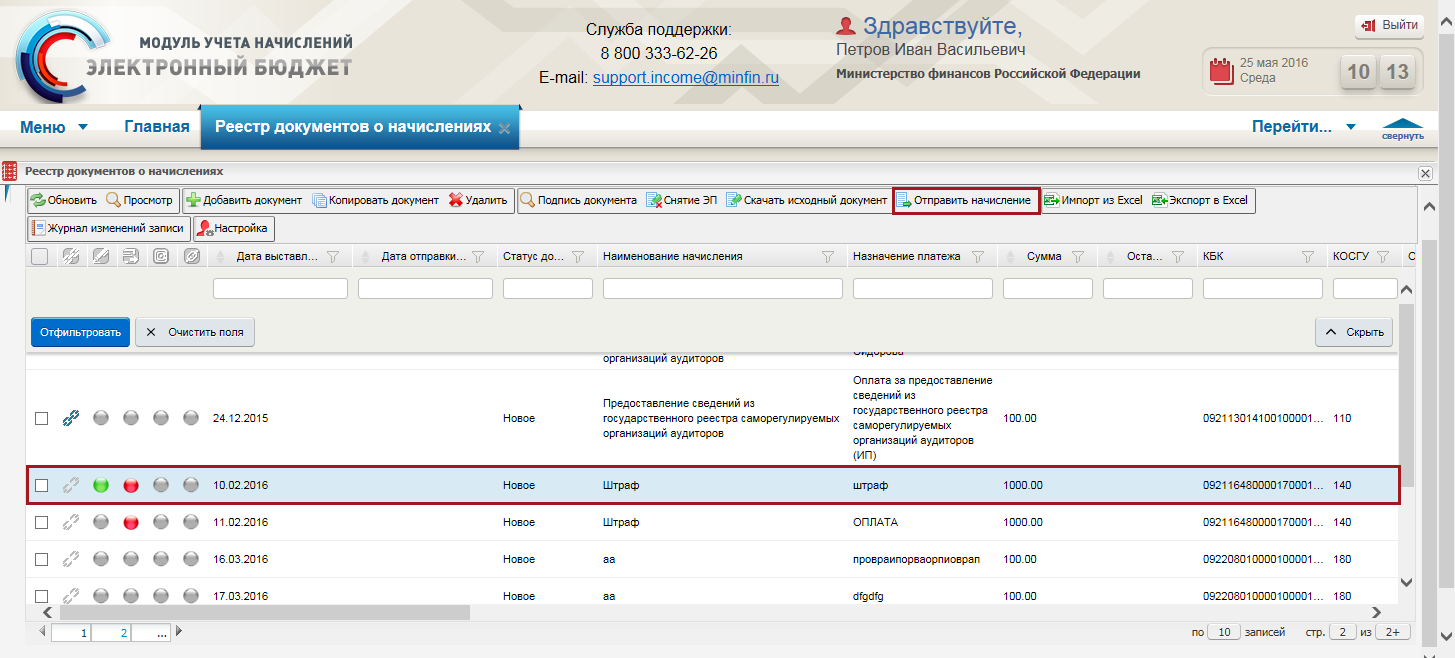 МОДУЛЬ УЧЕТА НАЧИСЛЕНИЙ
ЭЛЕКТРОННЫЙ БЮДЖЕТ
Служба поддержки:
8 800 333-62-26
E-mail: support.income@minfin.ru
Здравствуйте,
Петров Иван Васильевич
Министерство финансов Российской Федерации
Выйти
25 мая 2016
Среда
10 13
Меню Главная Реестр документов о начислениях Перейти... свернуть
Реестр документов о начислениях
Обновить Просмотр Добавить документ Копировать документ Удалить Подпись документа Снятие ЭП Скачать исходный документ Отправить начисление Импорт из Excel Экспорт в Excel
Журнал изменений записи Настройка
Дата выставл... Дата отправки... Статус до... Наименование начисления Назначение платежа Сумма Оста... КБК КОСГУ С
Отфильтровать Очистить поля Скрыть
организаций аудиторов Сидорова
24.12.2015 Новое Предоставление сведений из государственного реестра саморегулируемых организаций аудиторов Оплата за предоставление сведений из государственного реестра саморегулируемых организаций аудиторов (ИП) 100.00 092113014100100001... 110
10.02.2016 Новое Штраф штраф 1000.00 092116480000170001... 140
11.02.2016 Новое Штраф ОПЛАТА 1000.00 092116480000170001... 140
16.03.2016 Новое аа провраипорваорпиоврап 100.00 092208010000100001... 180
17.03.2016 Новое аа dfgdfg 100.00 092208010000100001... 180
1 2 ... по 10 записей стр. 2 из 2+